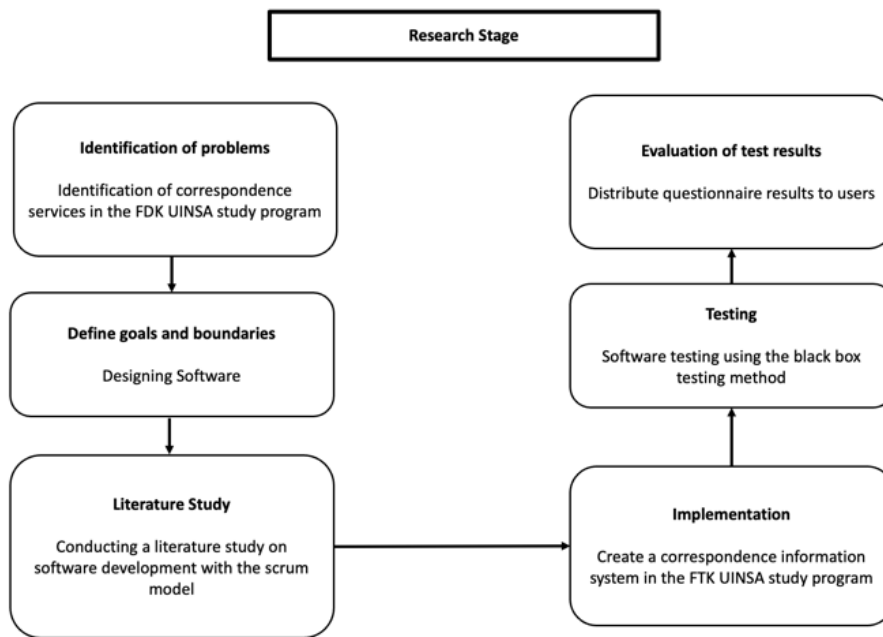 Research Stage
Identification of problems
Identification of correspondence
services in the FDK UINSA study program
Define goals and boundaries
Designing Software
Literature Study
Conducting a literature study on
software development with the scrum
model
Implementation
Create a correspondence information
system in the FTK UINSA study program
Testing
Software testing using the black box
testing method
Evaluation of test results
Distribute questionnaire results to users